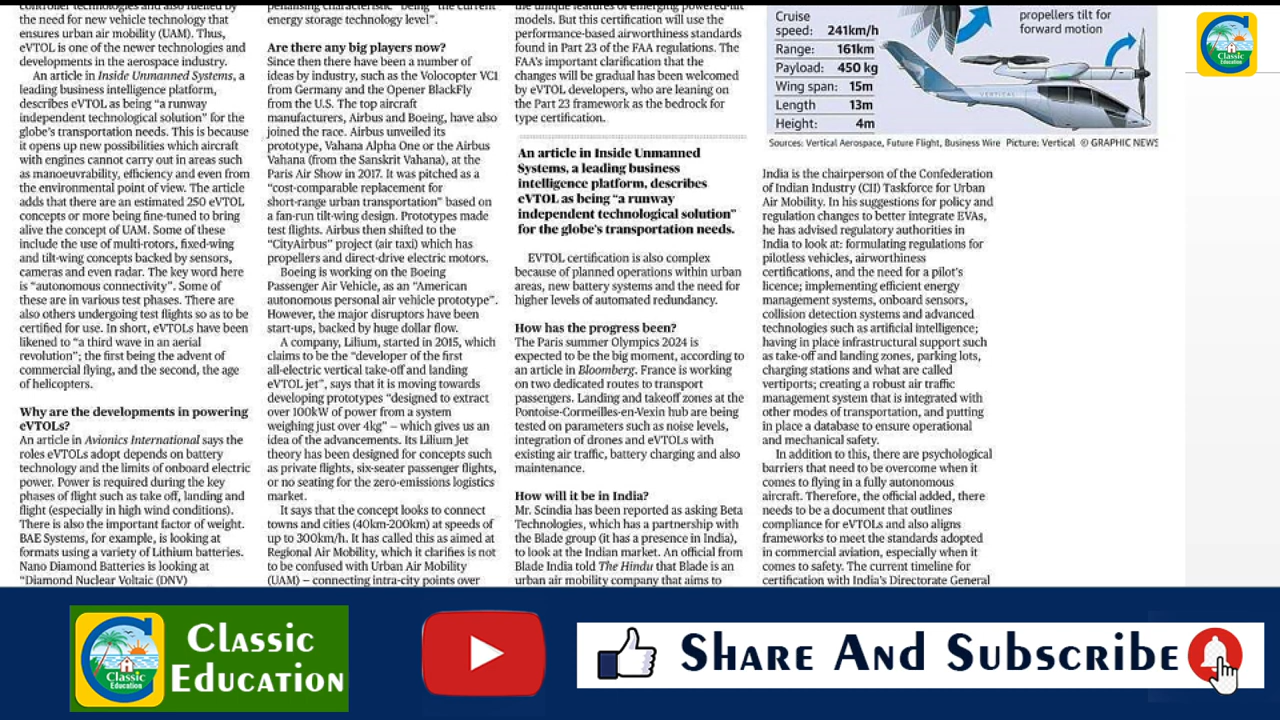 controller technologies and also fuelled by
the need for new vehicle technology that
ensures urban air mobility (UAM). Thus,
eVTOL is one of the newer technologies and
developments in the aerospace industry.
An article in Inside Unmanned Systems, a
leading business intelligence platform,
describes eVTOL as being “a runway
independent technological solution” for the
globe's transportation needs. This is because
it opens up new possibilities which aircraft
with engines cannot carry out in areas such
as manoeuvrability, efficiency and even from
the environmental point of view. The article
adds that there are an estimated 250 eVTOL
concepts or more being fine-tuned to bring
alive the concept of UAM. Some of these
include the use of multi-rotors, fixed-wing
and tilt-wing concepts backed by sensors,
cameras and even radar. The key word here
is “autonomous connectivity”. Some of
these are in various test phases. There are
also others undergoing test flights so as to be
certified for use. In short, eVTOLs have been
likened to “a third wave in an aerial
revolution”; the first being the advent of
commercial flying, and the second, the age
of helicopters.
Why are the developments in powering
eVTOLs?
An article in Avionics International says the
roles eVTOLs adopt depends on battery
technology and the limits of onboard electric
power. Power is required during the key
phases of flight such as take off, landing and
flight (especially in high wind conditions).
There is also the important factor of weight.
BAE Systems, for example, is looking at
formats using a variety of Lithium batteries.
Nano Diamond Batteries is looking at
“Diamond Nuclear Voltaic (DNV)
penalising characteristic” being “the current
energy storage technology level”.
Are there any big players now?
Since then there have been a number of
ideas by industry, such as the Volocopter VC1
from Germany and the Opener BlackFly
from the U.S. The top aircraft
manufacturers, Airbus and Boeing, have also
joined the race. Airbus unveiled its
prototype, Vahana Alpha One or the Airbus
Vahana (from the Sanskrit Vahana), at the
Paris Air Show in 2017. It was pitched as a
“cost-comparable replacement for
short-range urban transportation” based on
a fan-run tilt-wing design. Prototypes made
test flights. Airbus then shifted to the
“CityAirbus” project (air taxi) which has
propellers and direct-drive electric motors.
Boeing is working on the Boeing
Passenger Air Vehicle, as an “American
autonomous personal air vehicle prototype”.
However, the major disruptors have been
start-ups, backed by huge dollar flow.
A company, Lilium, started in 2015, which
claims to be the “developer of the first
all-electric vertical take-off and landing
eVTOL jet”, says that it is moving towards
developing prototypes “designed to extract
over 100kW of power from a system
weighing just over 4kg” — which gives us an
idea of the advancements. Its Lilium Jet
theory has been designed for concepts such
as private flights, six-seater passenger flights,
or no seating for the zero-emissions logistics
market.
It says that the concept looks to connect
towns and cities (40km-200km) at speeds of
up to 300km/h. It has called this as aimed at
Regional Air Mobility, which it clarifies is not
to be confused with Urban Air Mobility
(UAM) — connecting intra-city points over
the unique features of emerging powered-lift
models. But this certification will use the
performance-based airworthiness standards
found in Part 23 of the FAA regulations. The
FAA's important clarification that the
changes will be gradual has been welcomed
by eVTOL developers, who are leaning on
the Part 23 framework as the bedrock for
type certification.
An article in Inside Unmanned
Systems, a leading business
intelligence platform, describes
eVTOL as being “a runway
independent technological solution”
for the globe's transportation needs.
EVTOL certification is also complex
because of planned operations within urban
areas, new battery systems and the need for
higher levels of automated redundancy.
How has the progress been?
The Paris summer Olympics 2024 is
expected to be the big moment, according to
an article in Bloomberg. France is working
on two dedicated routes to transport
passengers. Landing and takeoff zones at the
Pontoise-Cormeilles-en-Vexin hub are being
tested on parameters such as noise levels,
integration of drones and eVTOLs with
existing air traffic, battery charging and also
maintenance.
How will it be in India?
Mr. Scindia has been reported as asking Beta
Technologies, which has a partnership with
the Blade group (it has a presence in India),
to look at the Indian market. An official from
Blade India told The Hindu that Blade is an
urban air mobility company that aims to
Cruise
speed: 241km/h
Range: 161km
Payload: 450 kg
Wing span: 15m
Length 13m
Height: 4m
propellers tilt for
forward motion
VERTICAL
Sources: Vertical Aerospace, Future Flight, Business Wire Picture: Vertical © GRAPHIC NEWS
India is the chairperson of the Confederation
of Indian Industry (CII) Taskforce for Urban
Air Mobility. In his suggestions for policy and
regulation changes to better integrate EVAs,
he has advised regulatory authorities in
India to look at: formulating regulations for
pilotless vehicles, airworthiness
certifications, and the need for a pilot's
licence; implementing efficient energy
management systems, onboard sensors,
collision detection systems and advanced
technologies such as artificial intelligence;
having in place infrastructural support such
as take-off and landing zones, parking lots,
charging stations and what are called
vertiports; creating a robust air traffic
management system that is integrated with
other modes of transportation, and putting
in place a database to ensure operational
and mechanical safety.
In addition to this, there are psychological
barriers that need to be overcome when it
comes to flying in a fully autonomous
aircraft. Therefore, the official added, there
needs to be a document that outlines
compliance for eVTOLs and also aligns
frameworks to meet the standards adopted
in commercial aviation, especially when it
comes to safety. The current timeline for
certification with India's Directorate General
Classic
Education
Classic
Education
Classic
Education
Share And Subscribe